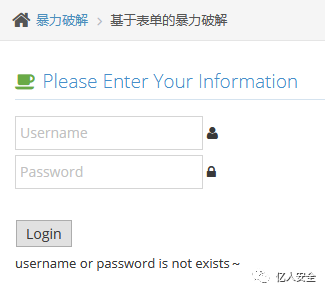 暴力破解 > 基于表单的暴力破解
Please Enter Your Information
Username
Password
Login
username or password is not exists～
亿人安全